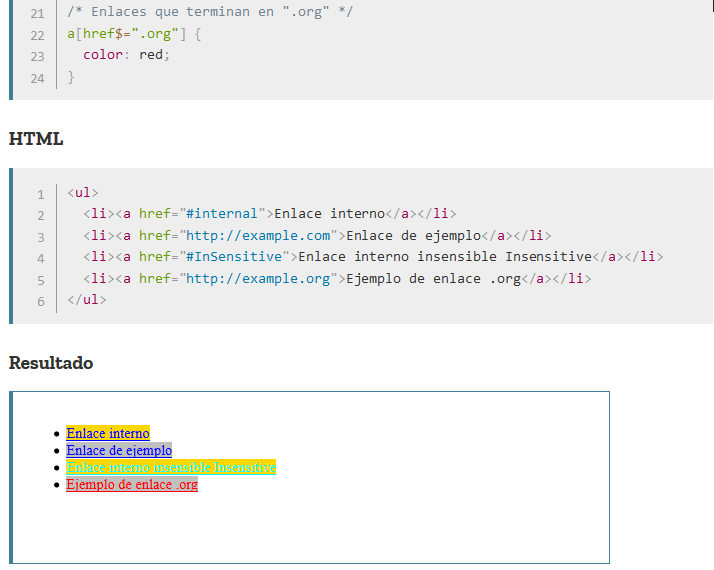 21 /* Enlaces que terminan en ".org" */
22 a[href$=".org"] {
23 color: red;
24 }
HTML
1 <ul>
2 <li><a href="#internal">Enlace interno</a></li>
3 <li><a href="http://example.com">Enlace de ejemplo</a></li>
4 <li><a href="#InSensitive">Enlace interno insensible Insensitive</a></li>
5 <li><a href="http://example.org">Ejemplo de enlace .org</a></li>
6 </ul>
Resultado
• Enlace interno
• Enlace de ejemplo
• Enlace interno insensible Insensitive
• Ejemplo de enlace .org